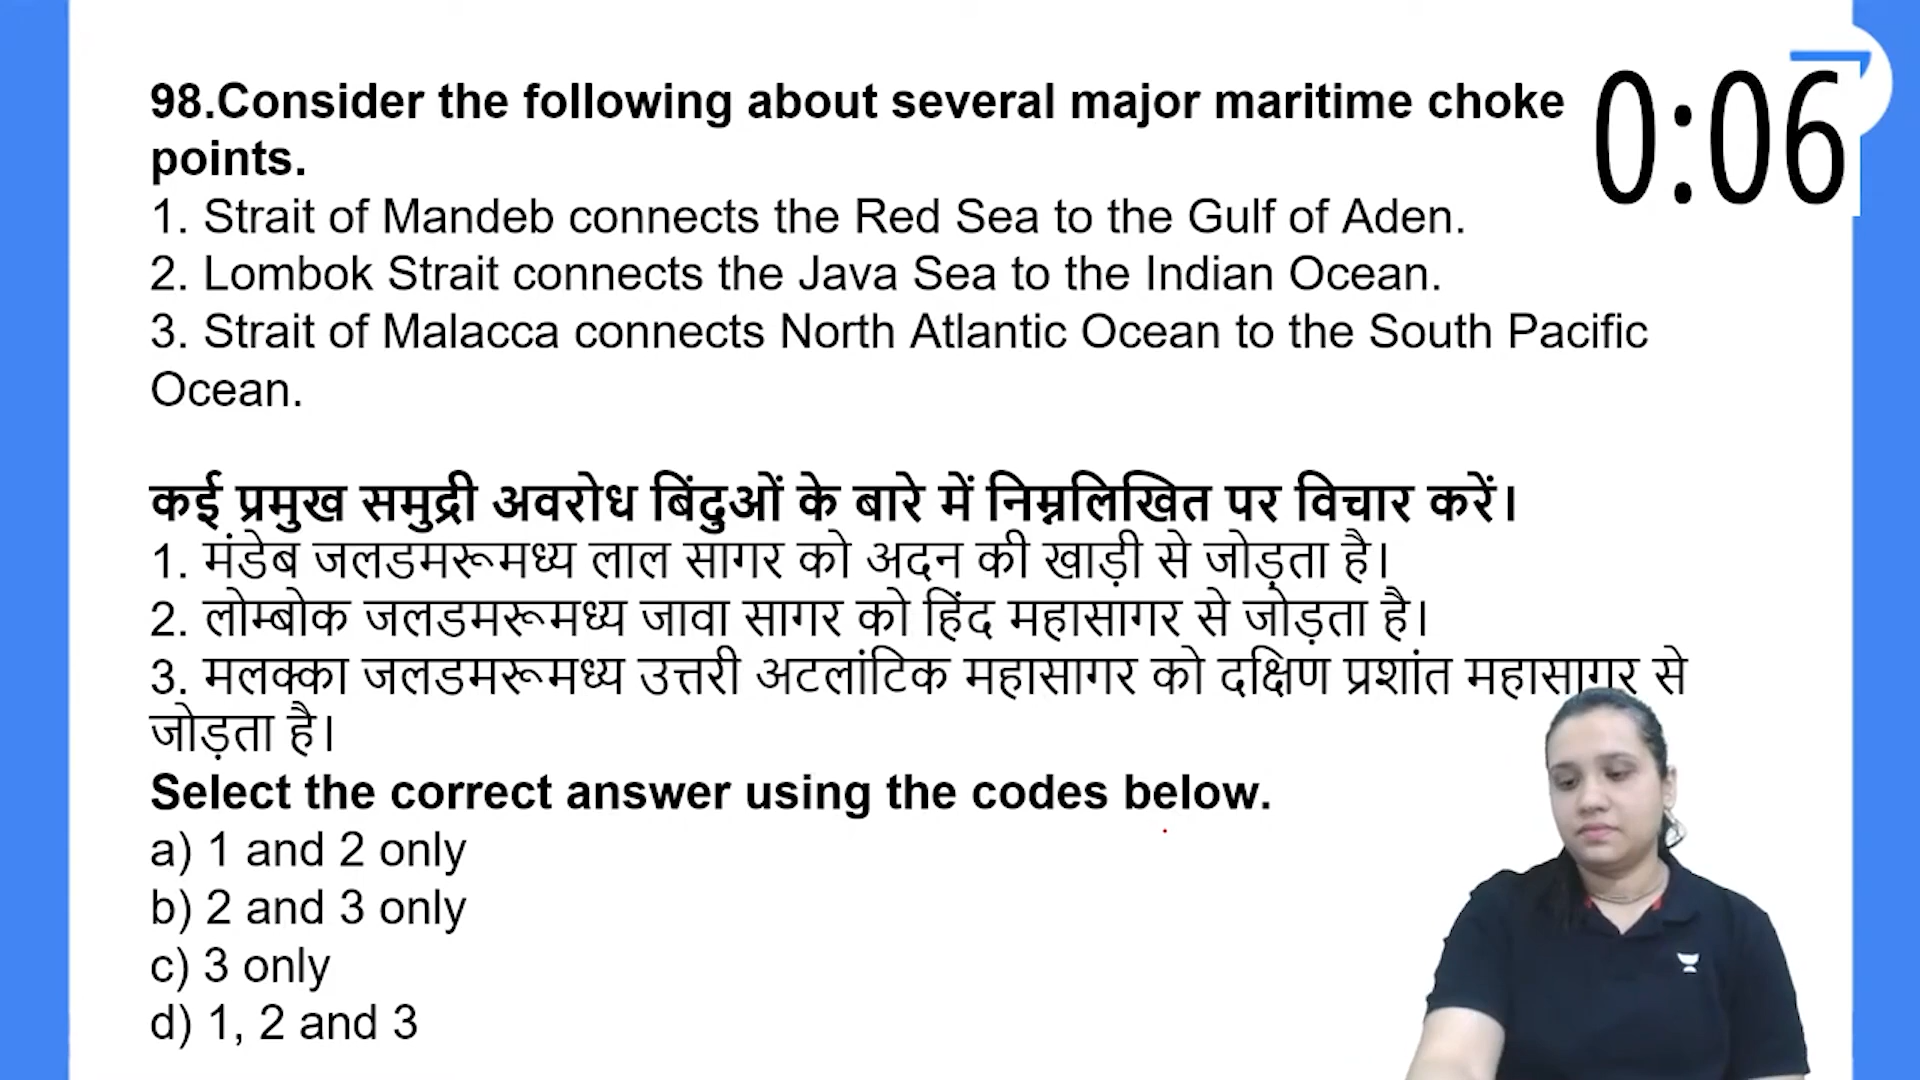 98.Consider the following about several major maritime choke
points.
0:06
1. Strait of Mandeb connects the Red Sea to the Gulf of Aden.
2. Lombok Strait connects the Java Sea to the Indian Ocean.
3. Strait of Malacca connects North Atlantic Ocean to the South Pacific
Ocean.
कई प्रमुख समुद्री अवरोध बिंदुओं के बारे में निम्नलिखित पर विचार करें।
1. मंडेब जलडमरूमध्य लाल सागर को अदन की खाड़ी से जोड़ता है।
2. लोम्बोक जलडमरूमध्य जावा सागर को हिंद महासागर से जोड़ता है।
3. मलक्का जलडमरूमध्य उत्तरी अटलांटिक महासागर को दक्षिण प्रशांत महासागर से
जोड़ता है।
Select the correct answer using the codes below.
a) 1 and 2 only
b) 2 and 3 only
c) 3 only
d) 1, 2 and 3